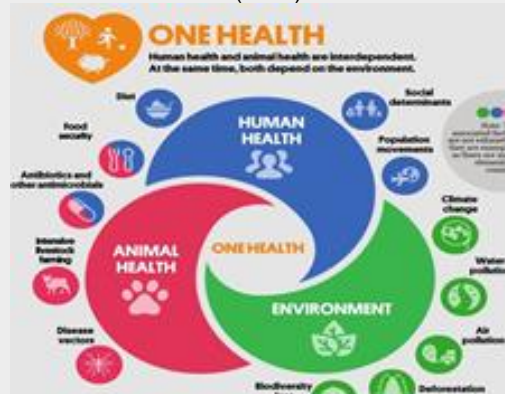 ONE HEALTH
Human health and animal health are interdependent.
At the same time, both depend on the environment.
Diet
Social
determinants
HUMAN
HEALTH
Food
security
Population
movements
Antibiotics and
other antimicrobials
Climate
change
Intensive
livestock
farming
ANIMAL
HEALTH
ONE HEALTH
Water
pollution
ENVIRONMENT
Disease
vectors
Air
pollution
Biodiversity
Deforestation